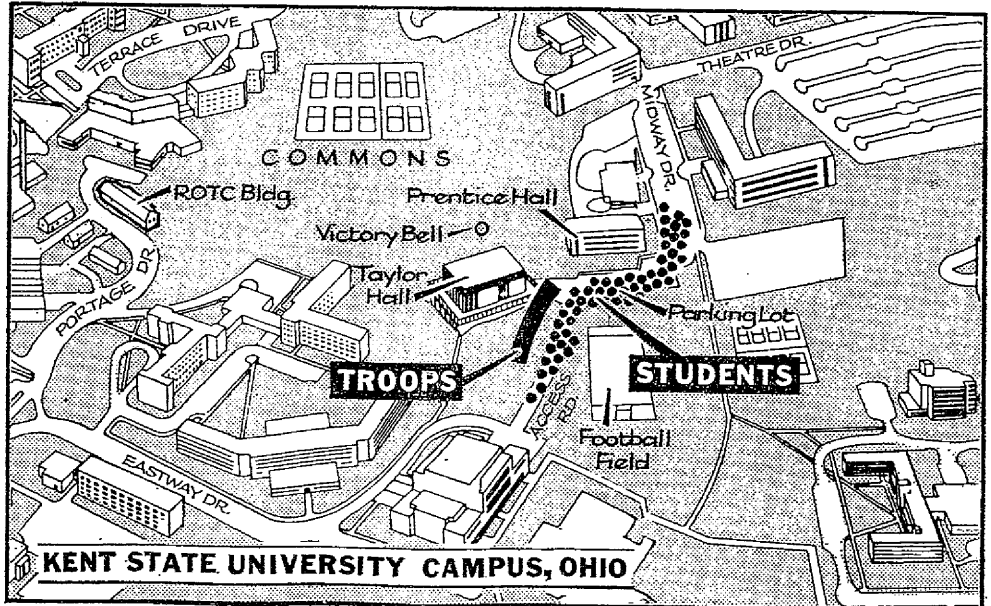 TERRACE DRIVE
THEATRE DR.
MIDWAY DR.
COMMONS
ROTC Bldg.
Prentice Hall
Victory Bell
Taylor
Hall
PORTAGE DR.
Parking Lot
TROOPS
STUDENTS
ACCESS
RD.
Football
Field
EASTWAY DR.
KENT STATE UNIVERSITY CAMPUS, OHIO